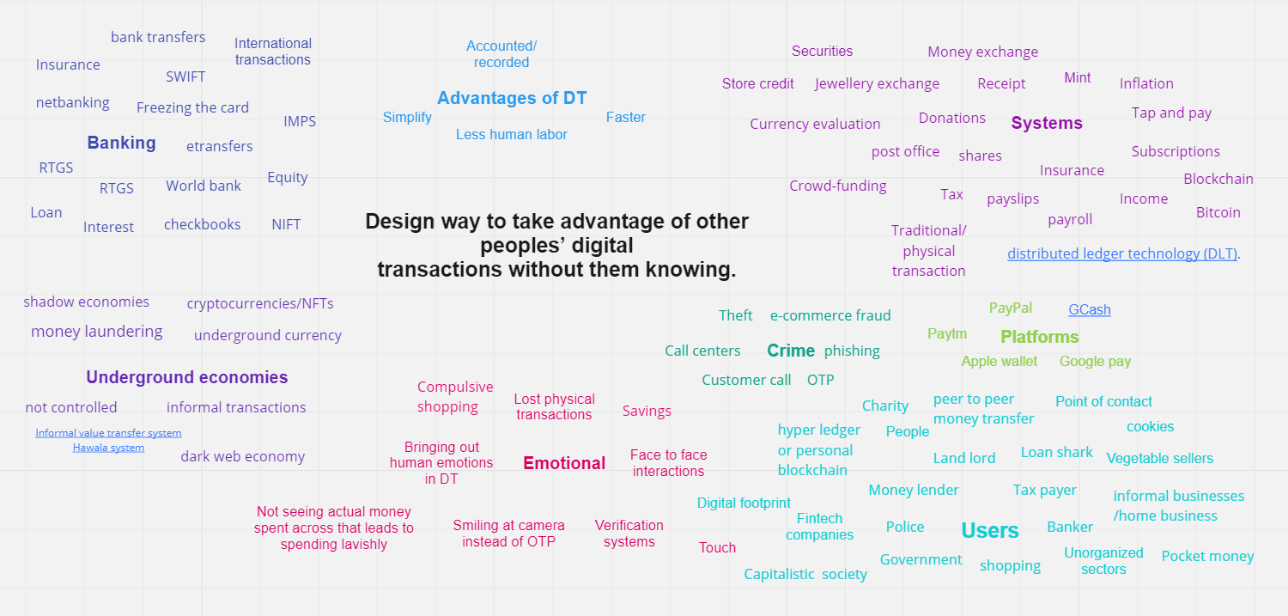 bank transfers
International
transactions
Insurance
SWIFT
netbanking
Freezing the card
IMPS
Banking
etransfers
RTGS
RTGS
World bank
Equity
Loan
Interest
checkbooks
NIFT
Accounted/
recorded
Advantages of DT
Simplify
Faster
Less human labor
Securities
Money exchange
Store credit
Jewellery exchange
Receipt
Mint
Inflation
Currency evaluation
Donations
Systems
Tap and pay
post office
shares
Subscriptions
Insurance
Blockchain
Crowd-funding
Tax
payslips
Income
Bitcoin
payroll
Traditional/
physical
transaction
distributed ledger technology (DLT).
Design way to take advantage of other
peoples’ digital
transactions without them knowing.
shadow economies
cryptocurrencies/NFTs
money laundering
underground currency
Underground economies
not controlled
informal transactions
Informal value transfer system
Hawala system
dark web economy
Theft
e-commerce fraud
Call centers
Crime
phishing
Customer call
OTP
PayPal
GCash
Paytm
Platforms
Apple wallet
Google pay
Compulsive
shopping
Lost physical
transactions
Savings
Bringing out
human emotions
in DT
Emotional
Face to face
interactions
Not seeing actual money
spent across that leads to
spending lavishly
Smiling at camera
instead of OTP
Verification
systems
Touch
Charity
peer to peer
money transfer
Point of contact
cookies
hyper ledger
or personal
blockchain
People
Land lord
Loan shark
Vegetable sellers
Money lender
Tax payer
informal businesses
/home business
Digital footprint
Fintech
companies
Police
Users
Banker
Government
shopping
Unorganized
sectors
Pocket money
Capitalistic society